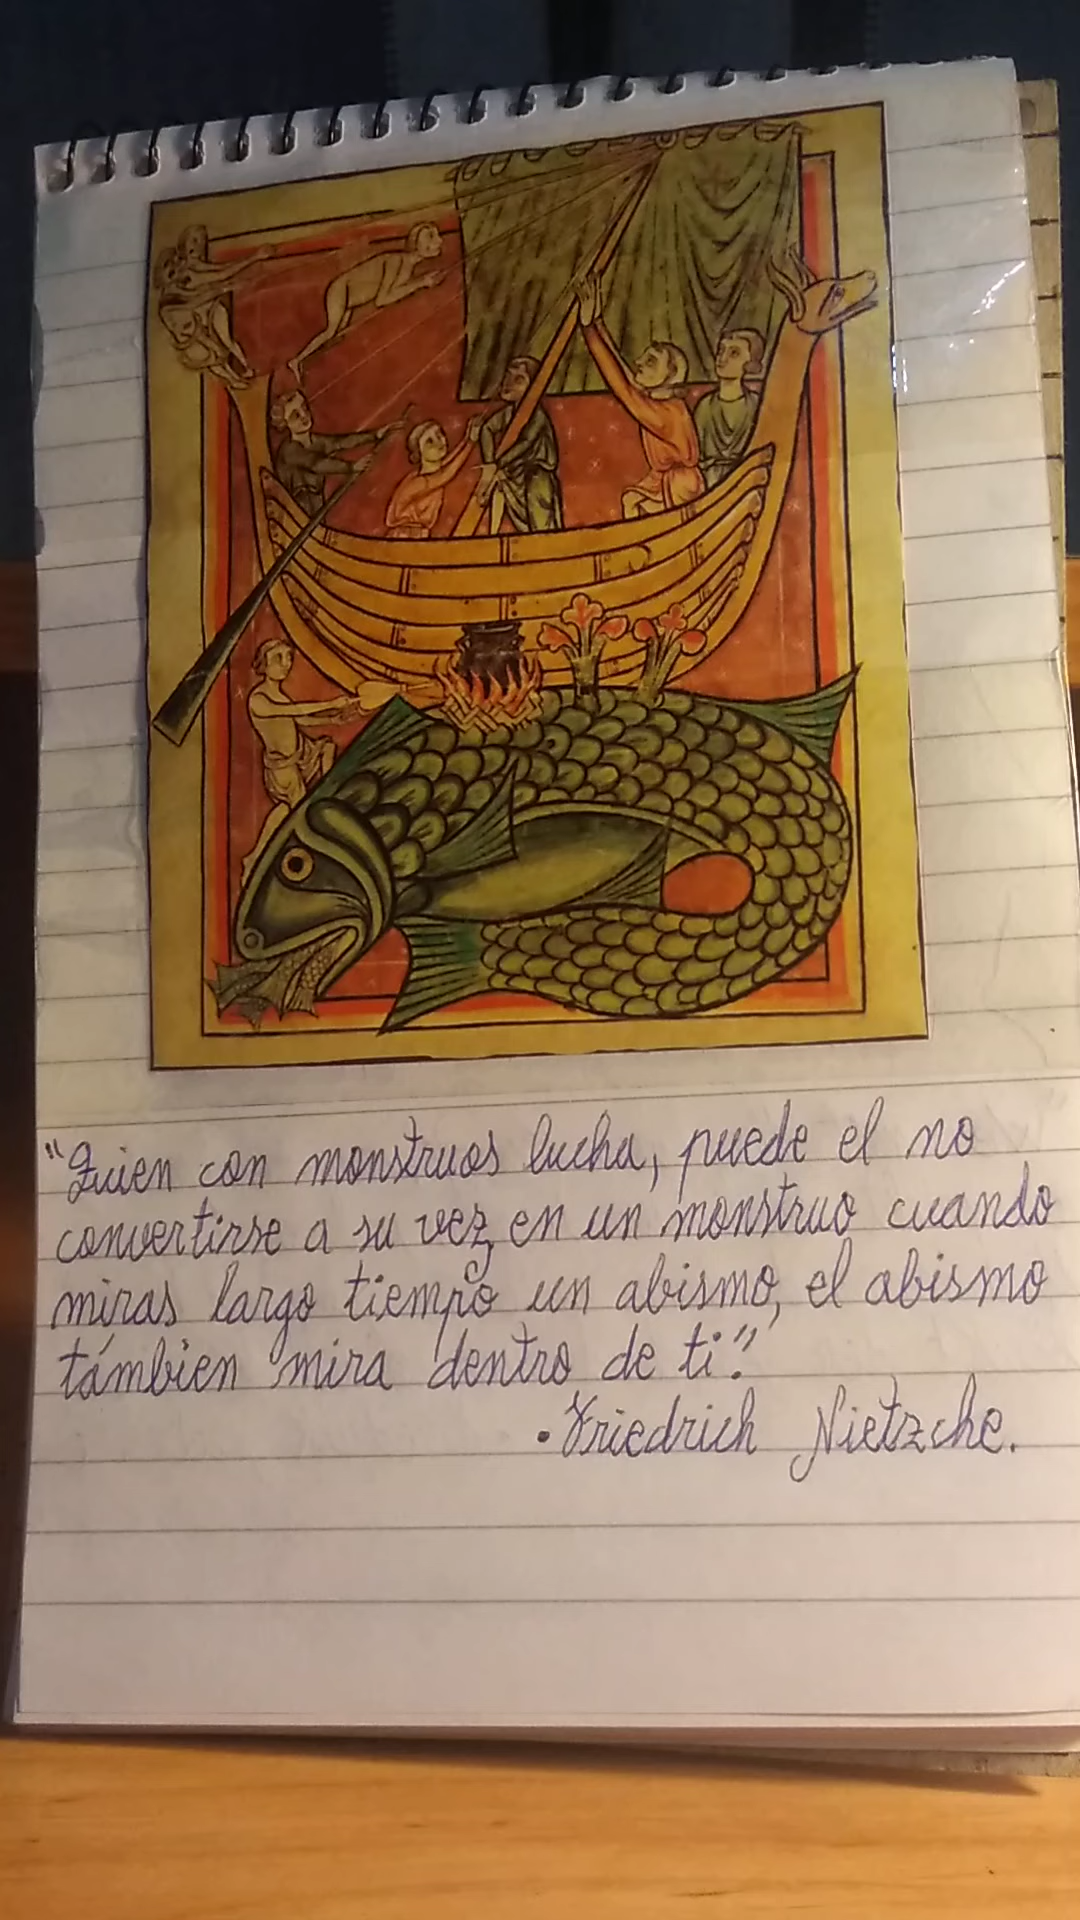 "Quien con monstruos lucha, puede el no
convertirse a su vez, en un monstruo cuando
miras largo tiempo un abismo, el abismo
támbien mira dentro de ti."
·Friedrich Nietzche.